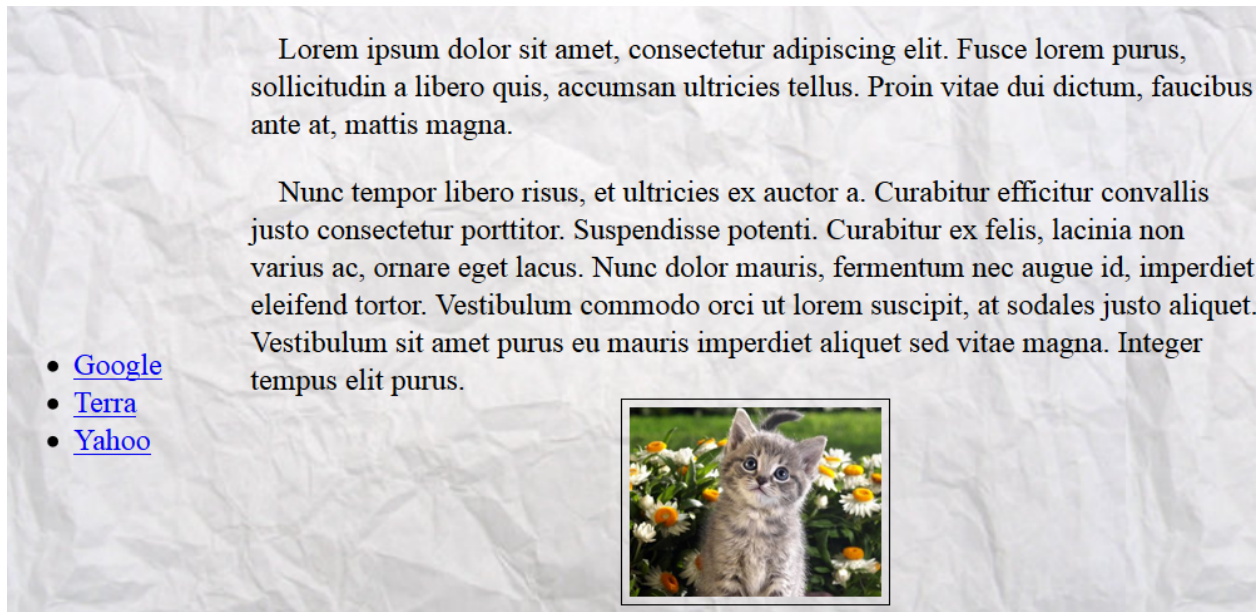 Lorem ipsum dolor sit amet, consectetur adipiscing elit. Fusce lorem purus,
sollicitudin a libero quis, accumsan ultricies tellus. Proin vitae dui dictum, faucibus
ante at, mattis magna.
Nunc tempor libero risus, et ultricies ex auctor a. Curabitur efficitur convallis
justo consectetur porttitor. Suspendisse potenti. Curabitur ex felis, lacinia non
varius ac, ornare eget lacus. Nunc dolor mauris, fermentum nec augue id, imperdiet
eleifend tortor. Vestibulum commodo orci ut lorem suscipit, at sodales justo aliquet.
Vestibulum sit amet purus eu mauris imperdiet aliquet sed vitae magna. Integer
tempus elit purus.
Google
Terra
Yahoo